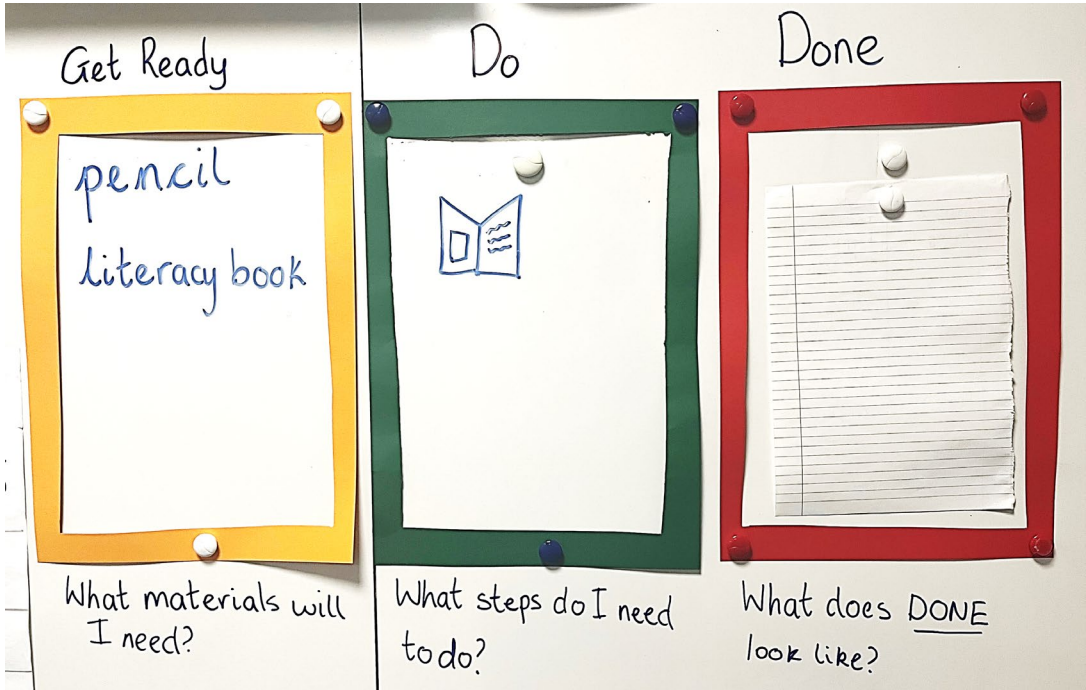 Get Ready
pencil
literacy book
What materials will
I need?
Do
What steps do I need
to do?
Done
What does DONE
look like?